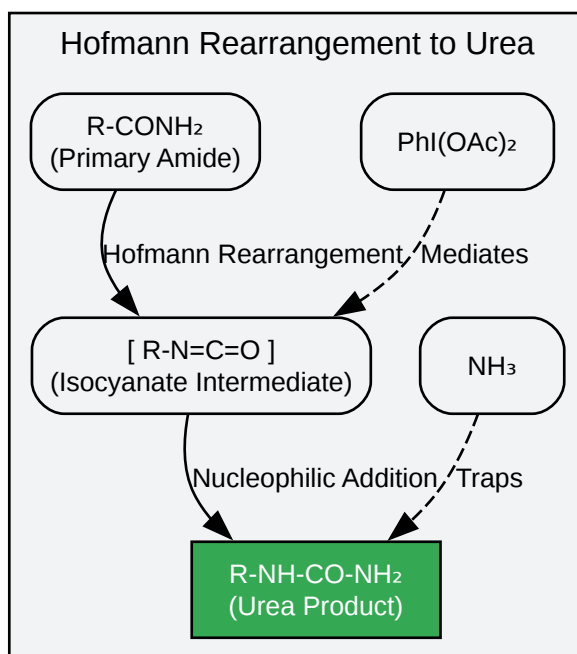 Hofmann Rearrangement to Urea
R-CONH₂
(Primary Amide)
PhI(OAc)₂
Hofmann Rearrangement
Mediates
[ R-N=C=O ]
(Isocyanate Intermediate)
NH₃
Nucleophilic Addition
Traps
R-NH-CO-NH₂
(Urea Product)